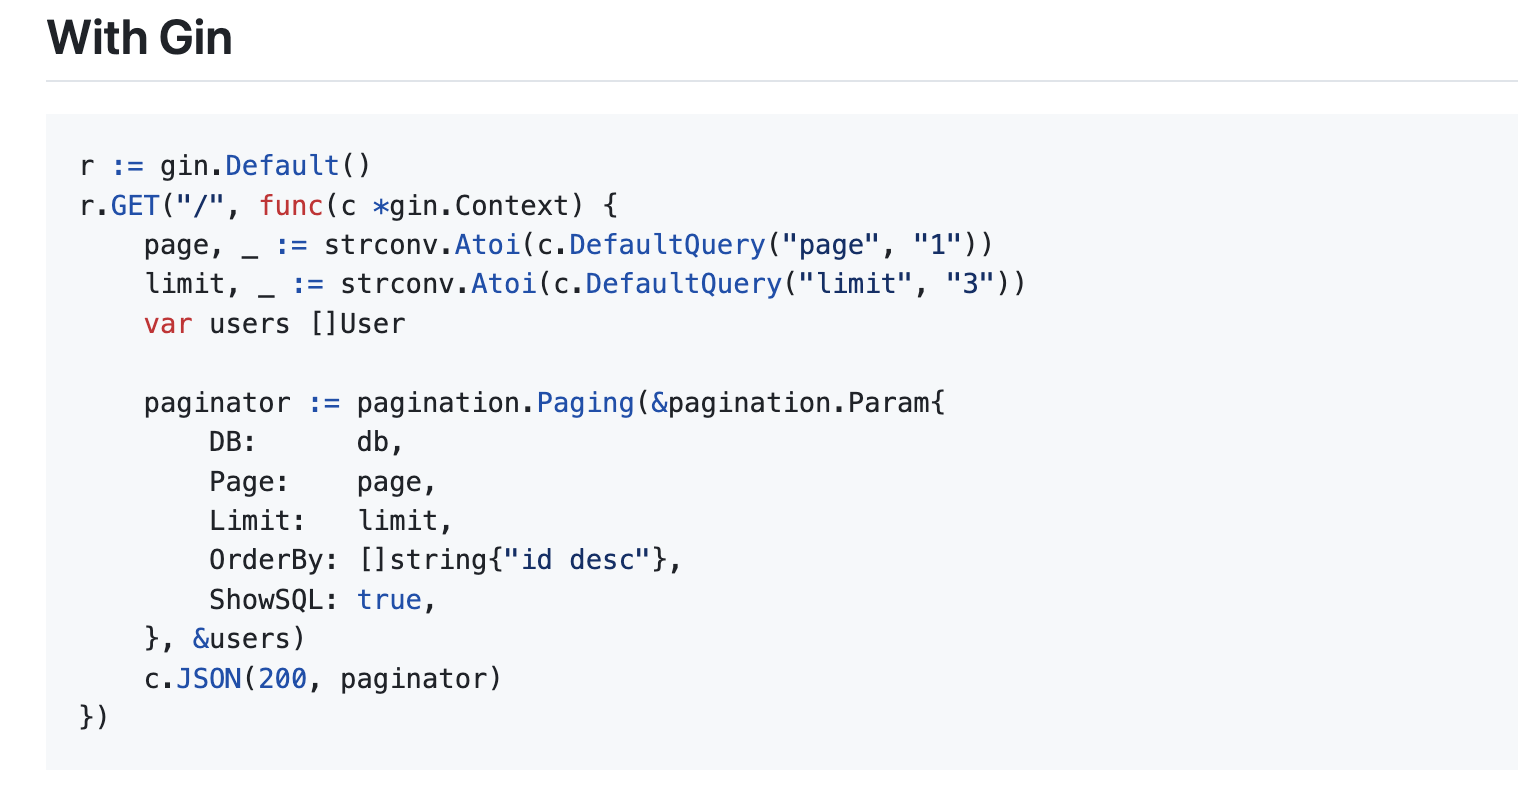 With Gin
r := gin.Default()
r.GET("/", func(c *gin.Context) {
    page, _ := strconv.Atoi(c.DefaultQuery("page", "1"))
    limit, _ := strconv.Atoi(c.DefaultQuery("limit", "3"))
    var users []User

    paginator := pagination.Paging(&pagination.Param{
        DB:      db,
        Page:    page,
        Limit:   limit,
        OrderBy: []string{"id desc"},
        ShowSQL: true,
    }, &users)
    c.JSON(200, paginator)
})